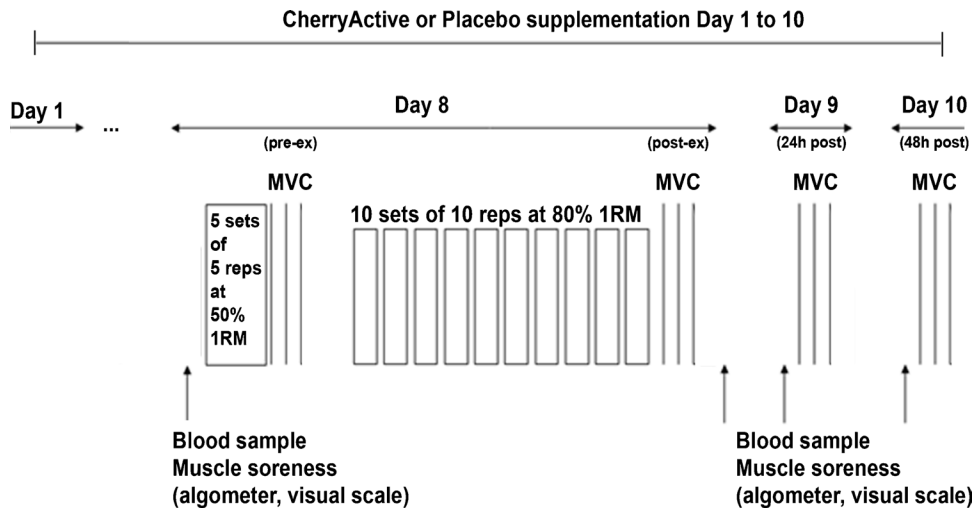 CherryActive or Placebo supplementation Day 1 to 10
Day 1
...
Day 8
Day 9
Day 10
(pre-ex)
(post-ex)
(24h post)
(48h post)
MVC
MVC
MVC
MVC
5 sets
of
5 reps
at
50%
1RM
10 sets of 10 reps at 80% 1RM
Blood sample
Muscle soreness
(algometer, visual scale)
Blood sample
Muscle soreness
(algometer, visual scale)